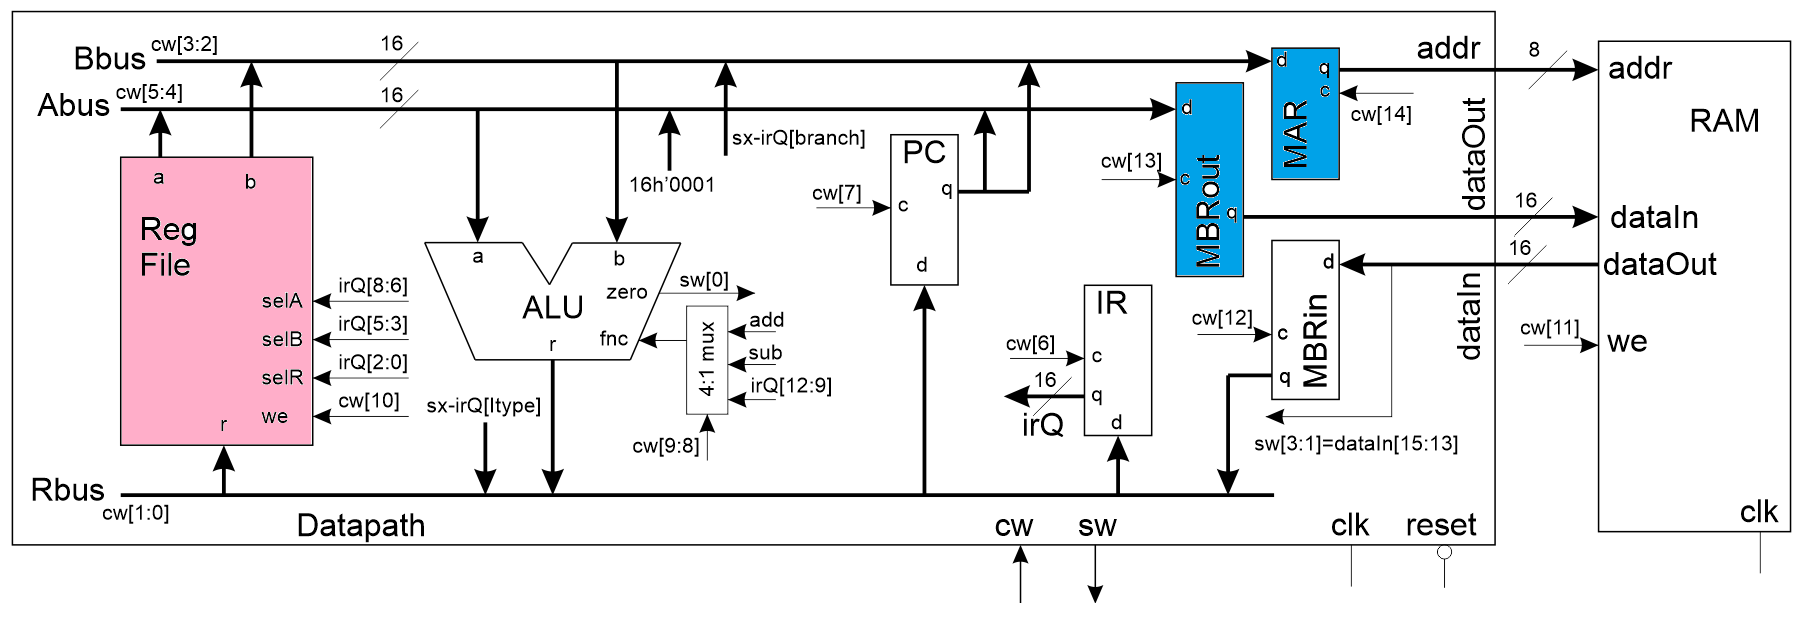 Bbus cw[3:2] 16
Abus cw[5:4] 16
a b
Reg
File
selA irQ[8:6]
selB irQ[5:3]
selR irQ[2:0]
we cw[10]
r
Rbus
cw[1:0]
a b
zero sw[0]
ALU
fnc
r
4:1 mux
add
sub
irQ[12:9]
cw[9:8]
sx-irQ[Itype]
16h'0001
sx-irQ[branch]
PC
q
cw[7] c
d
IR
cw[6] c
16 q
irQ
d
d
cw[13] c
q
MBRout
d q
c
MAR
cw[14]
d
cw[12] c
q
MBRin
sw[3:1]=dataIn[15:13]
addr 8
dataOut
16
16
dataIn
addr
RAM
dataIn
dataOut
cw[11] we
clk
Datapath
cw sw clk reset